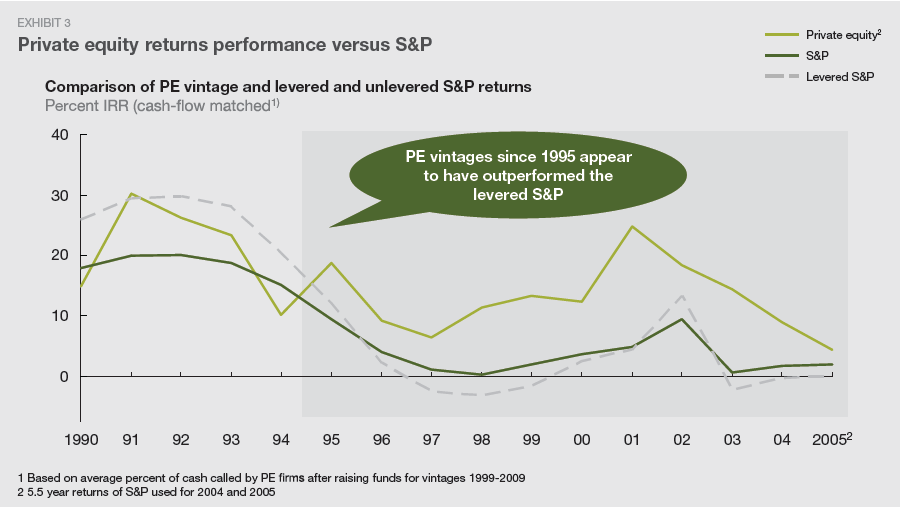 EXHIBIT 3
Private equity returns performance versus S&P
Private equity²
S&P
Levered S&P
Comparison of PE vintage and levered and unlevered S&P returns
Percent IRR (cash-flow matched¹⁾
PE vintages since 1995 appear
to have outperformed the
levered S&P
40
30
20
10
0
1990 91 92 93 94 95 96 97 98 99 00 01 02 03 04 2005²
1 Based on average percent of cash called by PE firms after raising funds for vintages 1999-2009
2 5.5 year returns of S&P used for 2004 and 2005